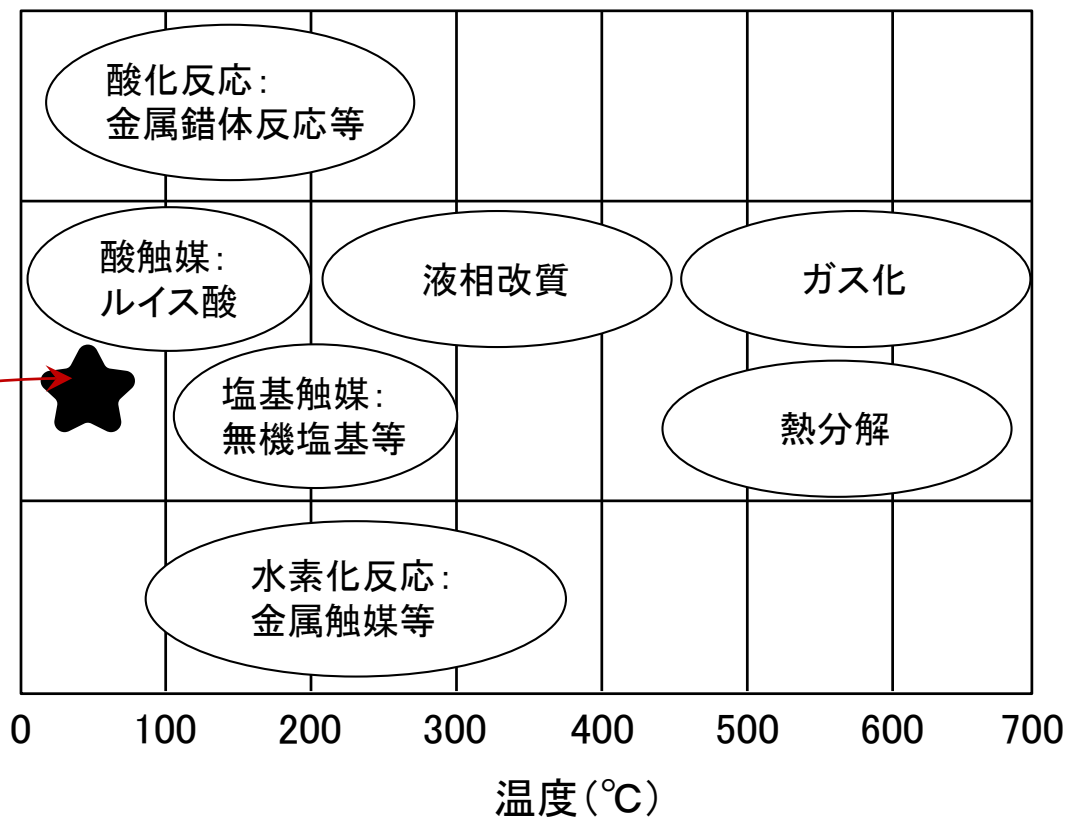 酸化反応：
金属錯体反応等
酸触媒：
ルイス酸
液相改質
ガス化
塩基触媒：
無機塩基等
熱分解
水素化反応：
金属触媒等
0 100 200 300 400 500 600 700
温度(℃)